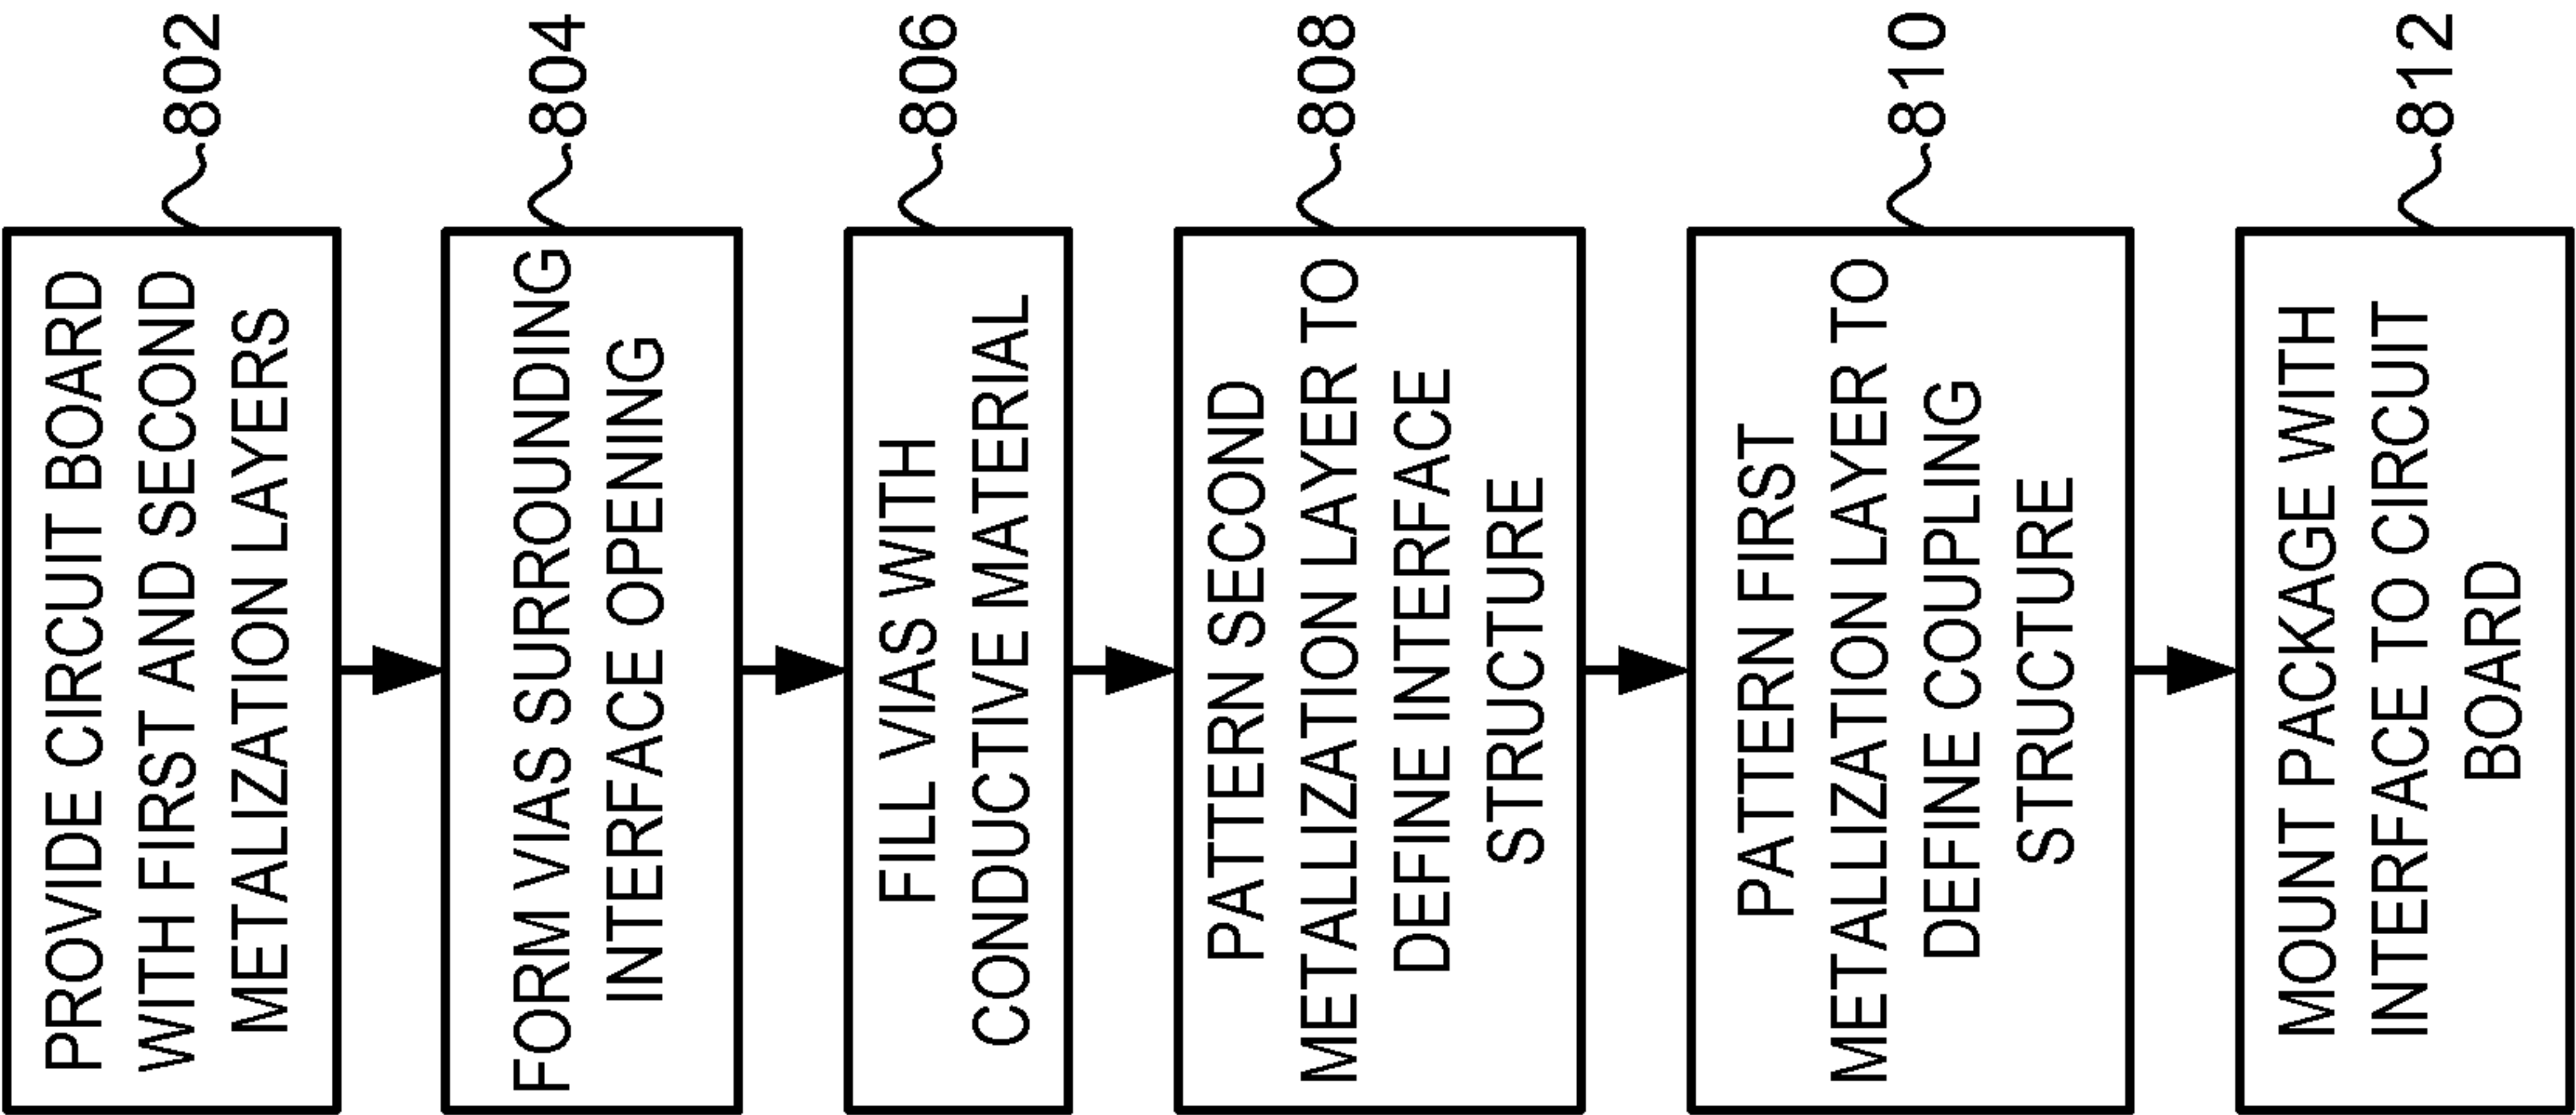 PROVIDE CIRCUIT BOARD
WITH FIRST AND SECOND
METALIZATION LAYERS
802
FORM VIAS SURROUNDING
INTERFACE OPENING
804
FILL VIAS WITH
CONDUCTIVE MATERIAL
806
PATTERN SECOND
METALLIZATION LAYER TO
DEFINE INTERFACE
STRUCTURE
808
PATTERN FIRST
METALLIZATION LAYER TO
DEFINE COUPLING
STRUCTURE
810
MOUNT PACKAGE WITH
INTERFACE TO CIRCUIT
BOARD
812